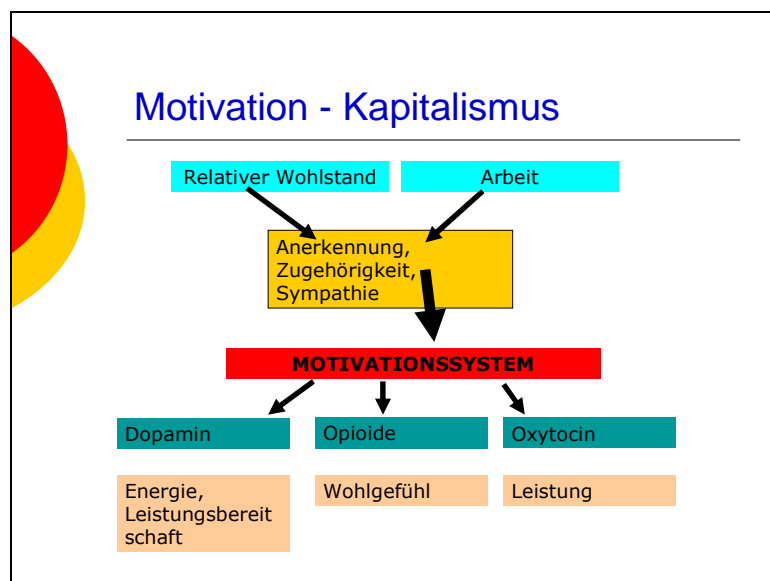 Motivation - Kapitalismus
Relativer Wohlstand
Arbeit
Anerkennung,
Zugehörigkeit,
Sympathie
MOTIVATIONSSYSTEM
Dopamin
Opioide
Oxytocin
Energie,
Leistungsbereit
schaft
Wohlgefühl
Leistung